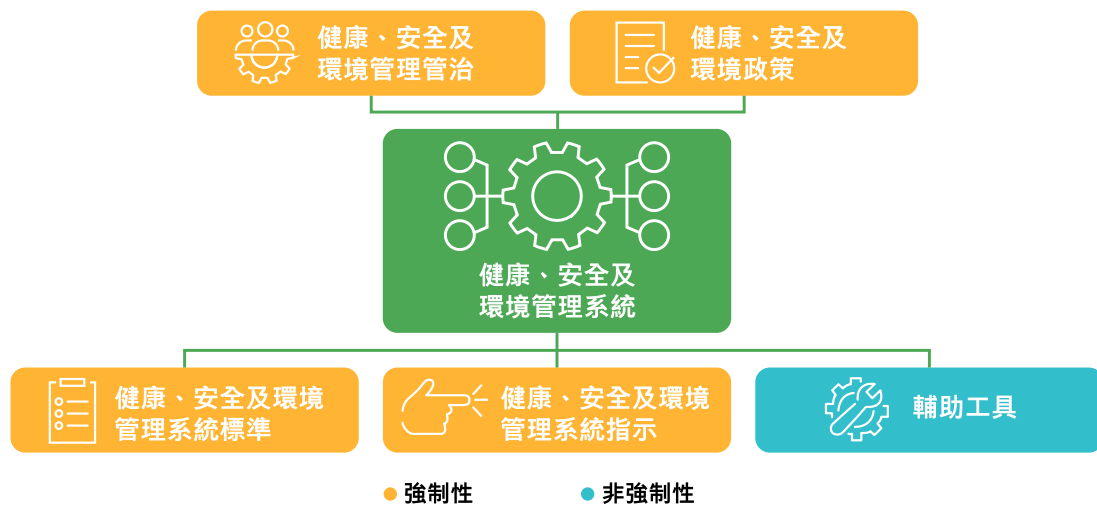 健康、安全及
環境管理管治
健康、安全及
環境政策
健康、安全及
環境管理系統
健康、安全及環境
管理系統標準
健康、安全及環境
管理系統指示
輔助工具
強制性
非強制性